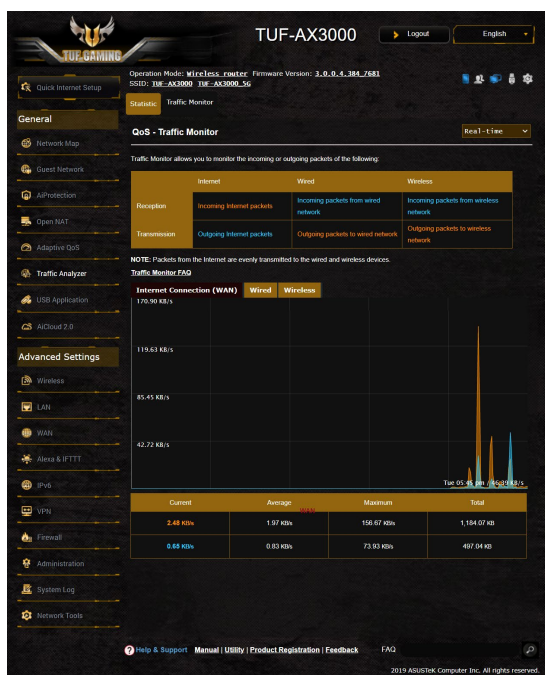 TUF GAMING
TUF-AX3000
Logout
English
Quick Internet Setup
Operation Mode: Wireless router Firmware Version: 3.0.0.4.384_7681
SSID: TUF-AX3000 TUF-AX3000_5G
Statistic Traffic Monitor
General
Network Map
Guest Network
AiProtection
Open NAT
Adaptive QoS
Traffic Analyzer
USB Application
AiCloud 2.0
Advanced Settings
Wireless
LAN
WAN
Alexa & IFTTT
IPv6
VPN
Firewall
Administration
System Log
Network Tools
QoS - Traffic Monitor
Real-time
Traffic Monitor allows you to monitor the incoming or outgoing packets of the following:
Internet Wired Wireless
Reception
Incoming Internet packets
Incoming packets from wired
network
Incoming packets from wireless
network
Transmission
Outgoing Internet packets
Outgoing packets to wired network
Outgoing packets to wireless
network
NOTE: Packets from the Internet are evenly transmitted to the wired and wireless devices.
Traffic Monitor FAQ
Internet Connection (WAN) Wired Wireless
170.90 KB/s
119.63 KB/s
85.45 KB/s
42.72 KB/s
Tue 05:45 pm / 46.89 KB/s
Current Average Maximum Total
WAN
2.48 KB/s 1.97 KB/s 156.67 KB/s 1,184.07 KB
0.65 KB/s 0.83 KB/s 73.93 KB/s 497.04 KB
? Help & Support Manual | Utility | Product Registration | Feedback FAQ
2019 ASUSTeK Computer Inc. All rights reserved.